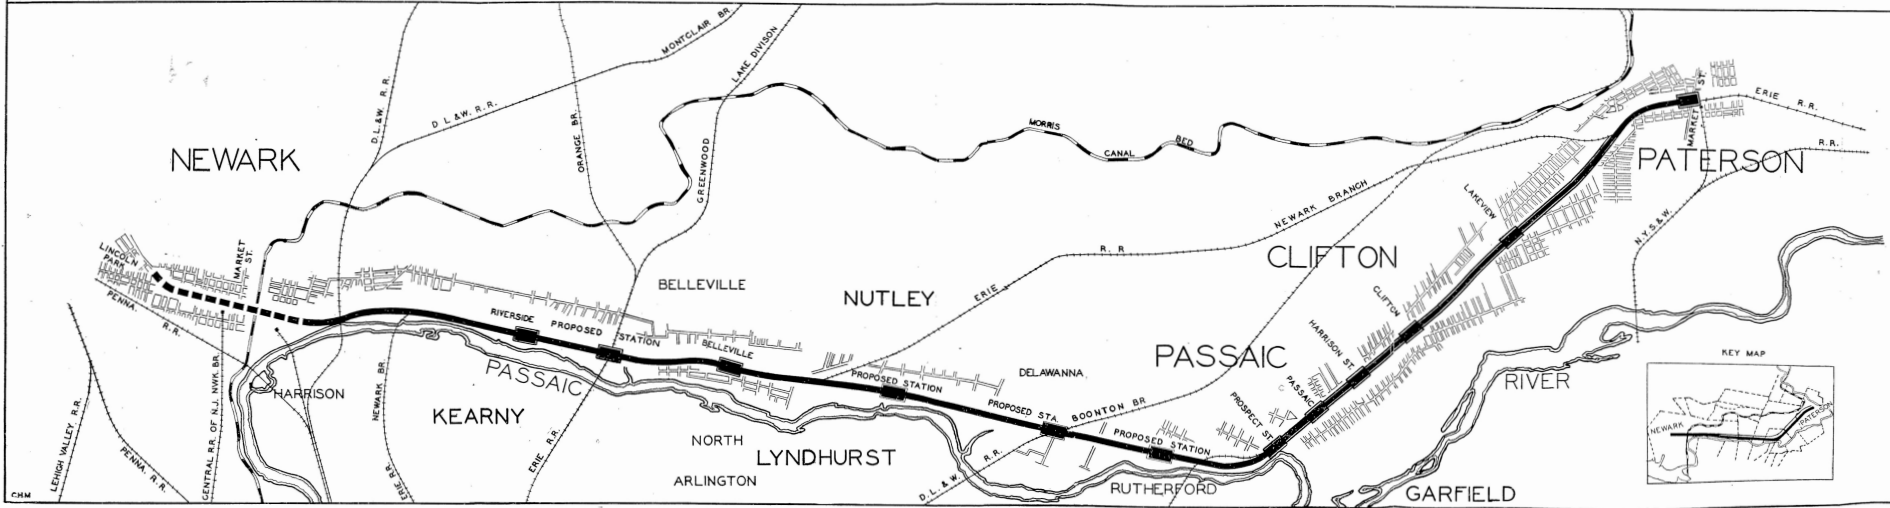 NEWARK
D. L. & W. R. R.
D. L. & W. R. R.
MONTCLAIR BR
ORANGE BR.
GREENWOOD
LAKE DIVISON
MORRIS
CANAL
BED
ERIE
R. R
NEWARK BRANCH
ERIE R. R.
ST.
MARKET
PATERSON
R. R.
N.Y.S.&W.
LINCOLN
PARK
MARKET
ST.
PENNA.
R. R.
LEHIGH VALLEY R.R.
PENNA. R. R.
CENTRAL R.R. OF N.J. NWK. BR.
HARRISON
NEWARK BR
ERIE RR
KEARNY
PASSAIC
RIVERSIDE
PROPOSED
STATION
BELLEVILLE
BELLEVILLE
ERIE R.R.
NORTH
ARLINGTON
LYNDHURST
NUTLEY
PROPOSED STATION
DELAWANNA
PROPOSED STA.
BOONTON BR
D. L. & W. R. R.
PROPOSED STATION
RUTHERFORD
PASSAIC
PROSPECT ST.
PASSAIC
HARRISON ST.
CLIFTON
CLIFTON
LAKEVIEW
RIVER
GARFIELD
KEY MAP
NEWARK
PATERSON
CHM